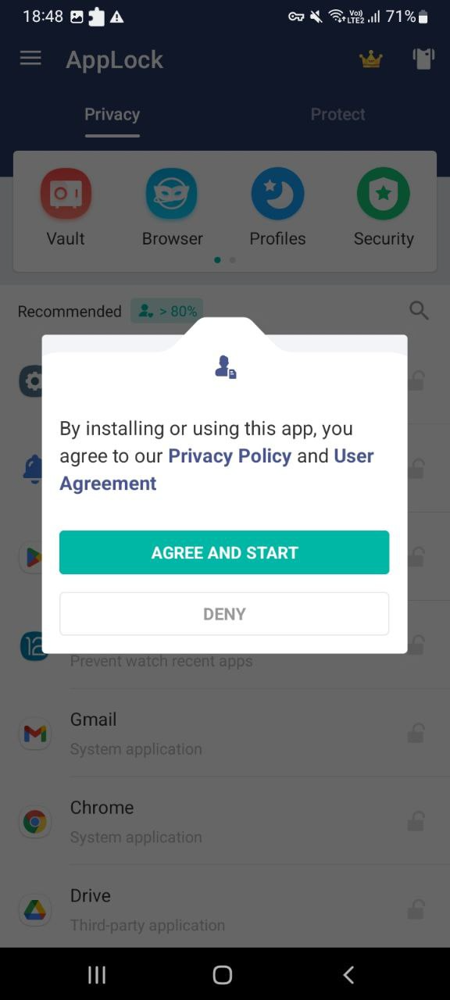 18:48 Vo)) LTE2 71%
AppLock
Privacy Protect
Vault Browser Profiles Security
Recommended > 80%
By installing or using this app, you
agree to our Privacy Policy and User
Agreement
AGREE AND START
DENY
12
Prevent watch recent apps
Gmail
System application
Chrome
System application
Drive
Third-party application